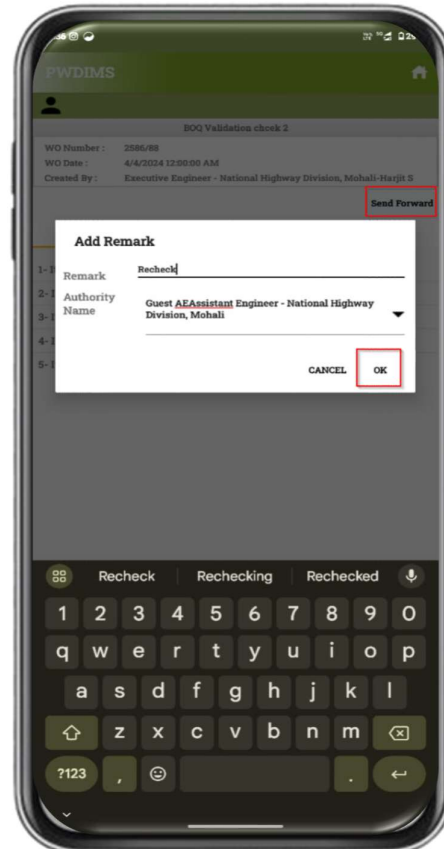 PWDIMS
BOQ Validation chcek 2
WO Number : 2586/88
WO Date : 4/4/2024 12:00:00 AM
Created By : Executive Engineer - National Highway Division, Mohali-Harjit S
Send Forward
Add Remark
Remark Recheck
Authority Name
Guest AEAssistant Engineer - National Highway
Division, Mohali
1- I
2- I
3- I
4- I
5- I
CANCEL OK
Recheck Rechecking Rechecked
1 2 3 4 5 6 7 8 9 0
q w e r t y u i o p
a s d f g h j k l
z x c v b n m
?123 , .